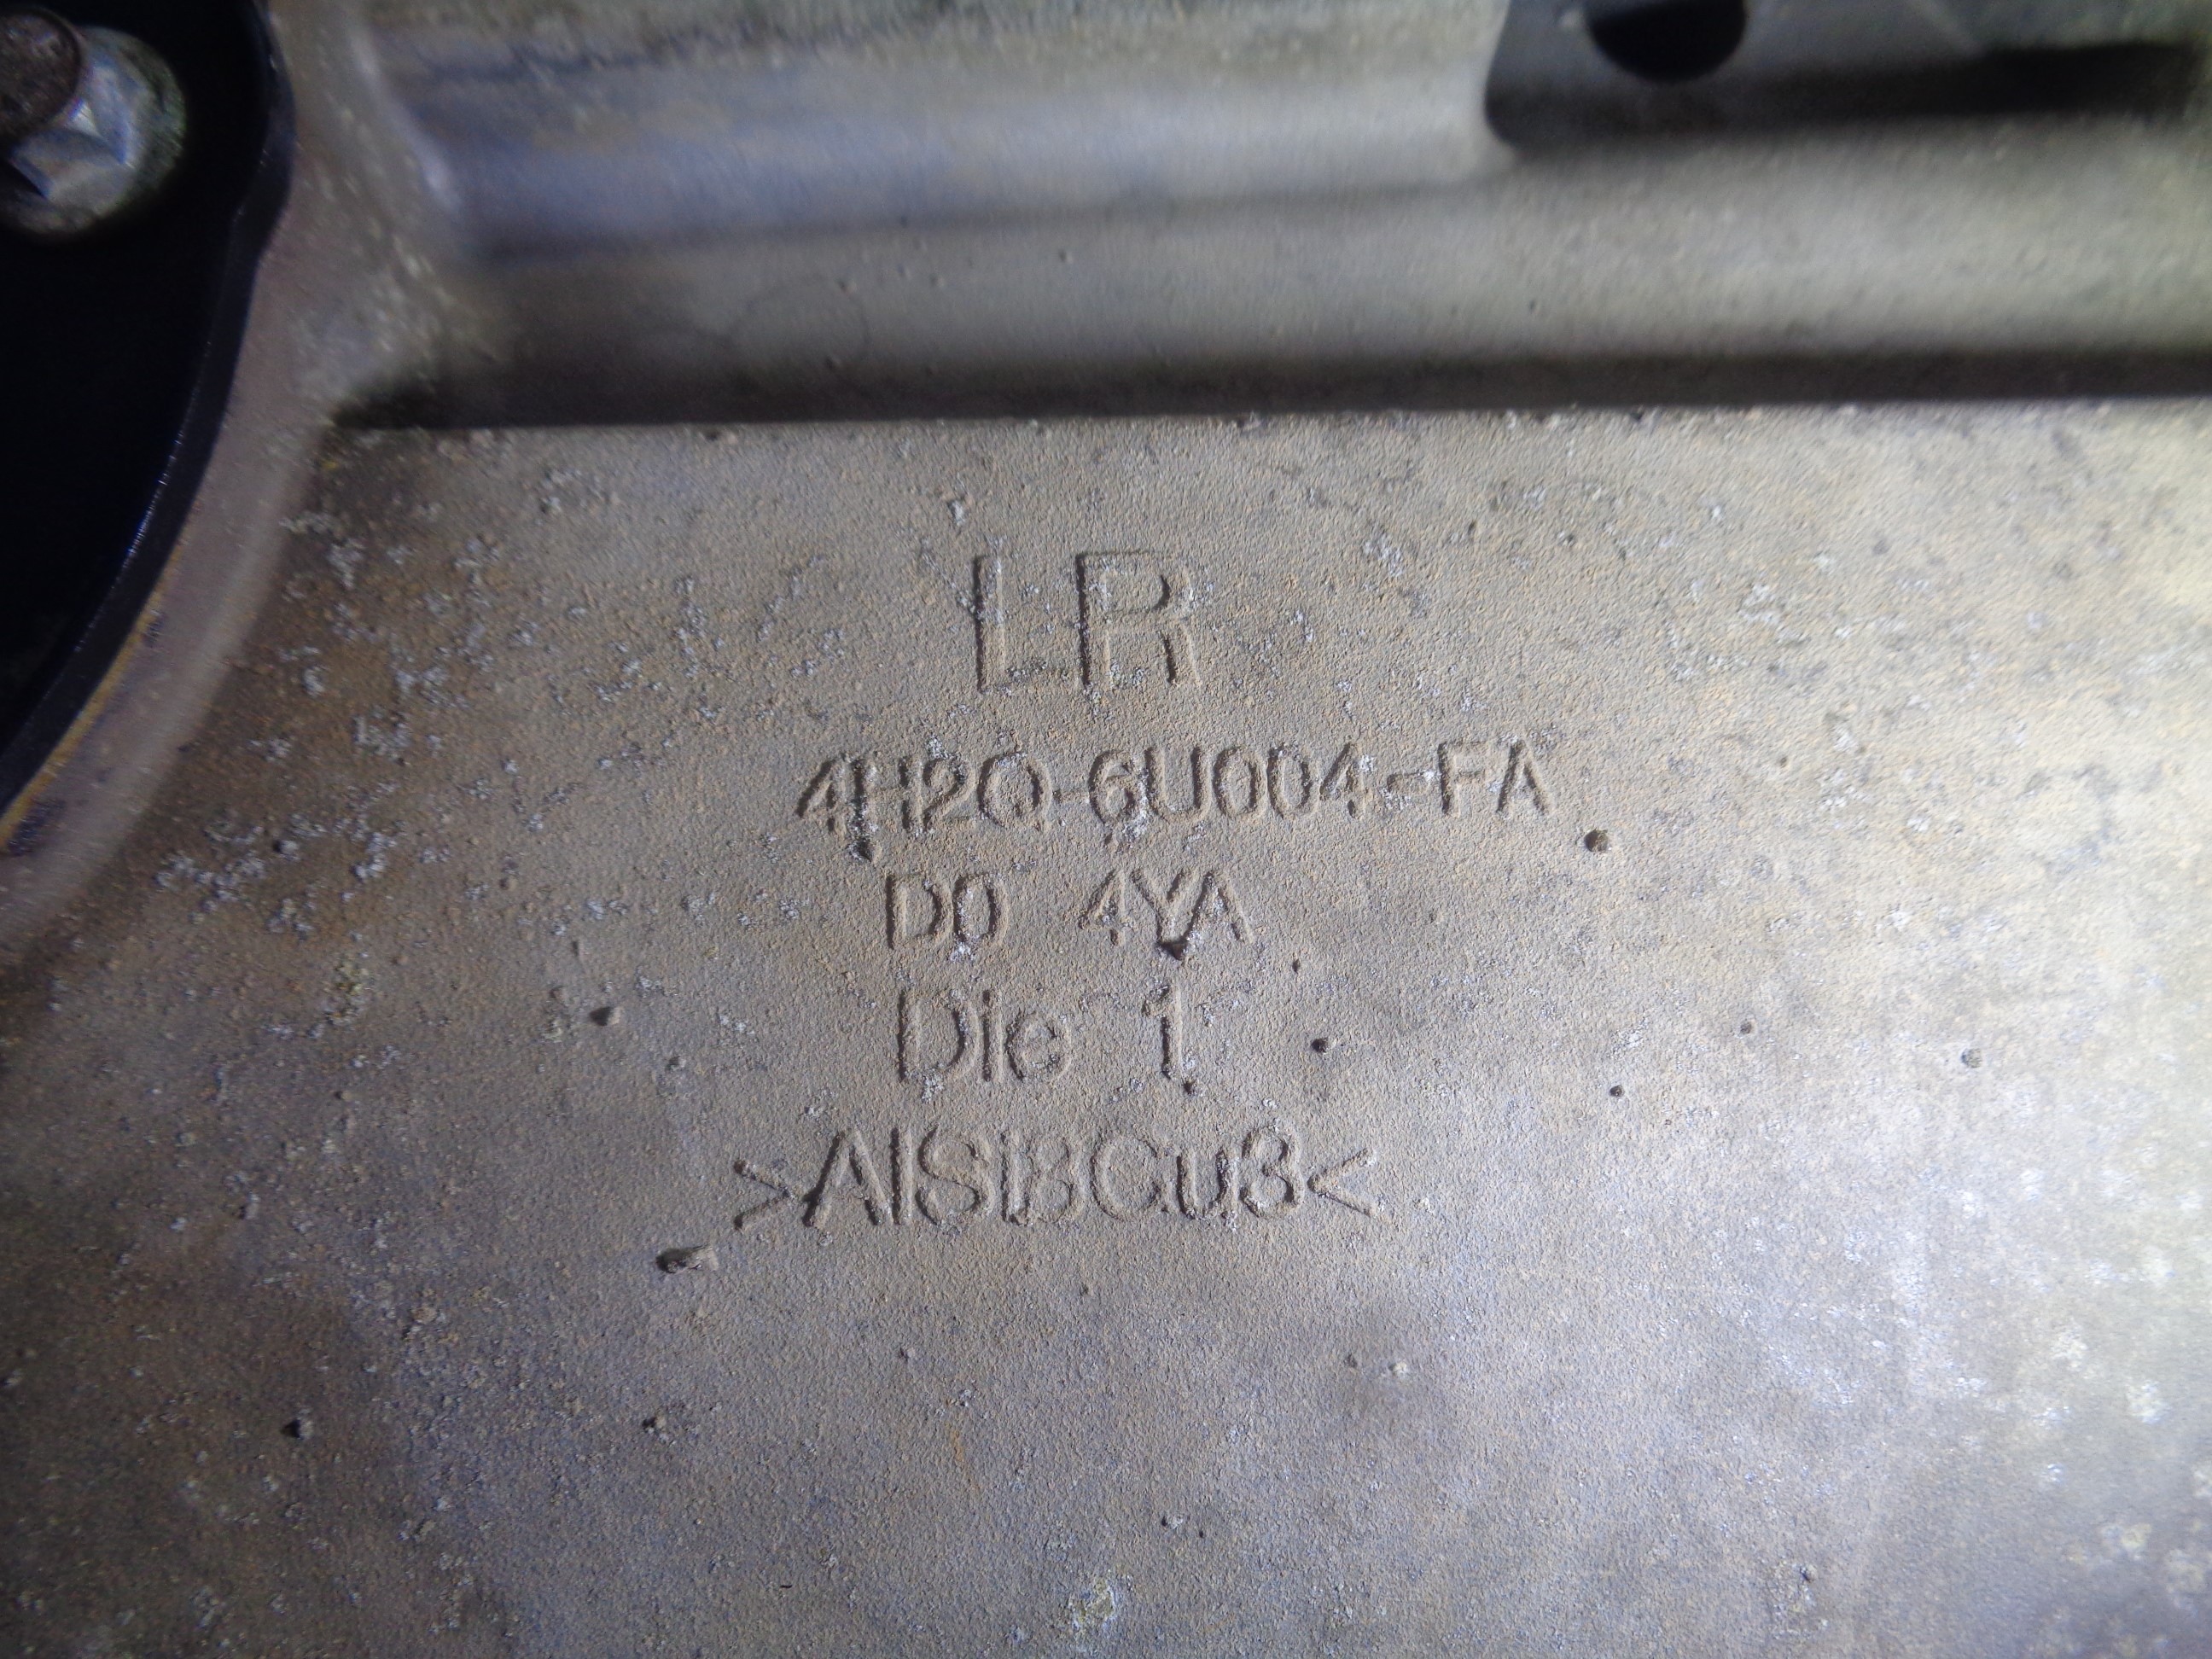 LR
4H2Q-6U004-FA
D0 4YA
Die 1
>AlSi8Cu3<